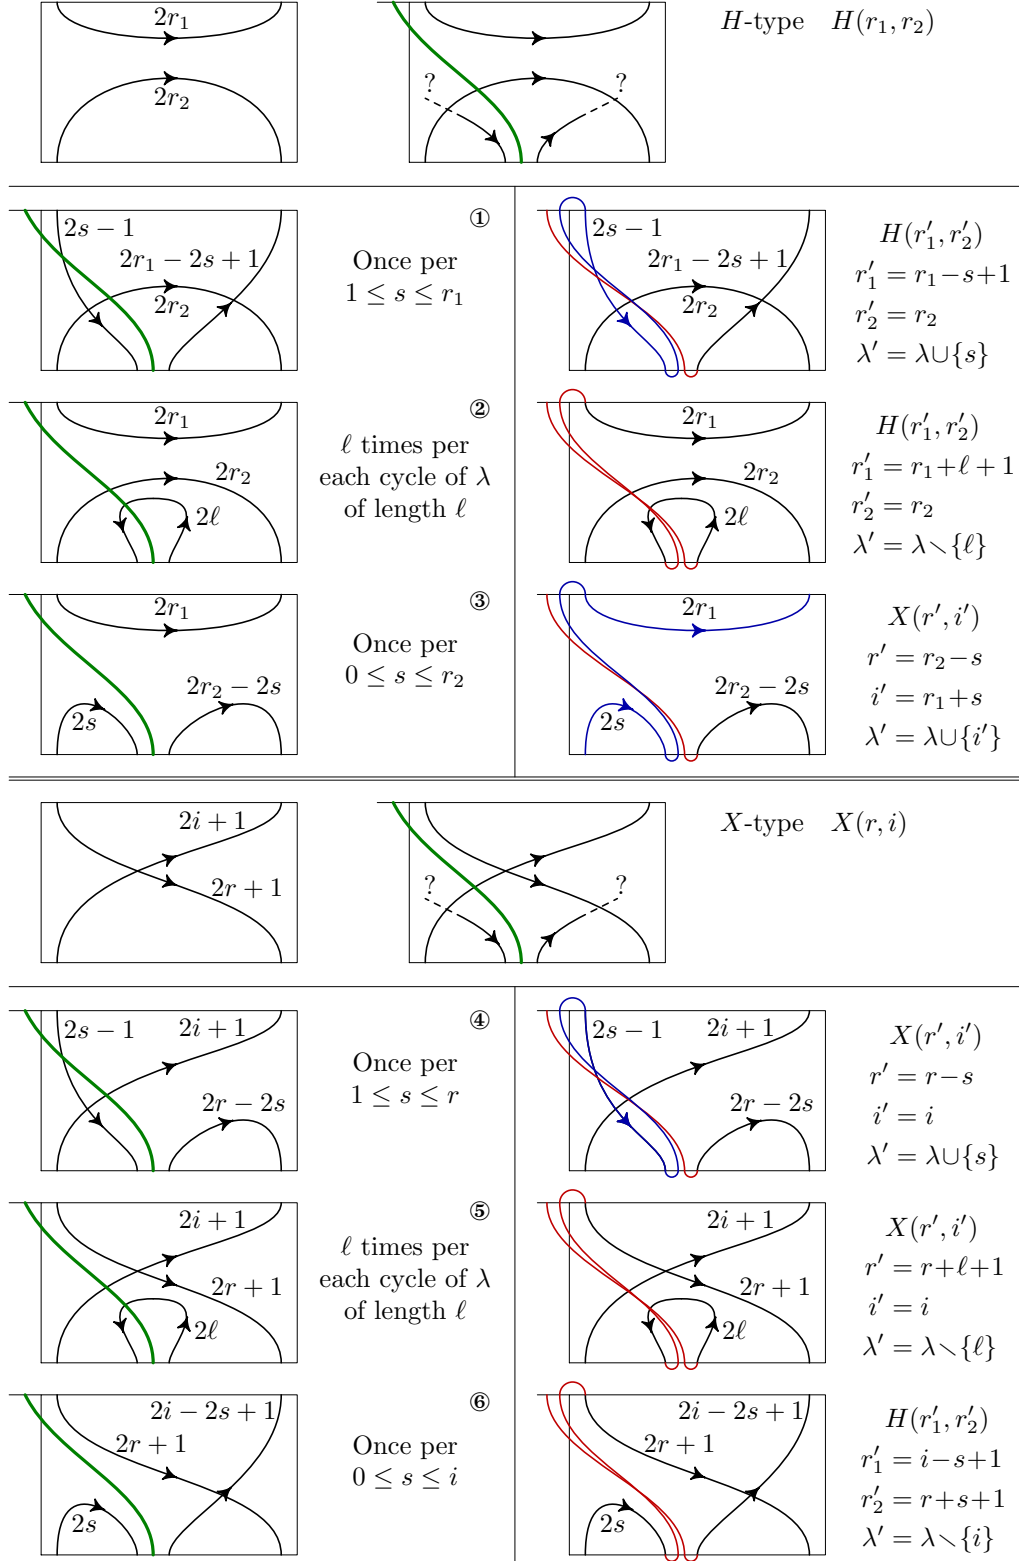 2r₁
2r₂
? ?
H-type H(r₁, r₂)
2s − 1
2r₁ − 2s + 1
2r₂
①
Once per
1 ≤ s ≤ r₁
2s − 1
2r₁ − 2s + 1
2r₂
H(r′₁, r′₂)
r′₁ = r₁−s+1
r′₂ = r₂
λ′ = λ∪{s}
2r₁
2r₂
2ℓ
②
ℓ times per
each cycle of λ
of length ℓ
2r₁
2r₂
2ℓ
H(r′₁, r′₂)
r′₁ = r₁+ℓ+1
r′₂ = r₂
λ′ = λ∖{ℓ}
2r₁
2r₂ − 2s
2s
③
Once per
0 ≤ s ≤ r₂
2r₁
2r₂ − 2s
2s
X(r′, i′)
r′ = r₂−s
i′ = r₁+s
λ′ = λ∪{i′}
2i + 1
2r + 1
? ?
X-type X(r, i)
2s − 1
2i + 1
2r − 2s
④
Once per
1 ≤ s ≤ r
2s − 1
2i + 1
2r − 2s
X(r′, i′)
r′ = r−s
i′ = i
λ′ = λ∪{s}
2i + 1
2r + 1
2ℓ
⑤
ℓ times per
each cycle of λ
of length ℓ
2i + 1
2r + 1
2ℓ
X(r′, i′)
r′ = r+ℓ+1
i′ = i
λ′ = λ∖{ℓ}
2i − 2s + 1
2r + 1
2s
⑥
Once per
0 ≤ s ≤ i
2i − 2s + 1
2r + 1
2s
H(r′₁, r′₂)
r′₁ = i−s+1
r′₂ = r+s+1
λ′ = λ∖{i}